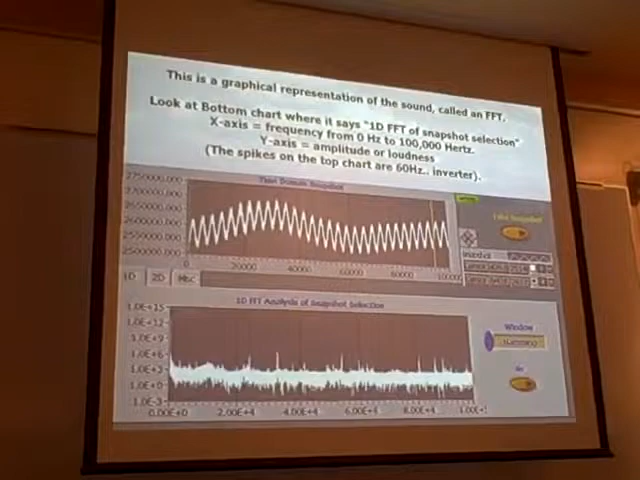 This is a graphical representation of the sound, called an FFT.
Look at Bottom chart where it says "1D FFT of snapshot selection"
X-axis = frequency from 0 Hz to 100,000 Hertz.
Y-axis = amplitude or loudness
(The spikes on the top chart are 60Hz.. inverter).
Time Domain Snapshot
2750000.000
2700000.000
2650000.000
2600000.000
2550000.000
2500000.000
0 20000 40000 60000 80000 100000
Take Snapshot
1D 2D Misc
1D FFT Analysis of Snapshot Selection
1.0E+15
1.0E+12
1.0E+9
1.0E+6
1.0E+3
1.0E+0
1.0E-3
0.00E+0 2.00E+4 4.00E+4 6.00E+4 8.00E+4
Window
Hamming